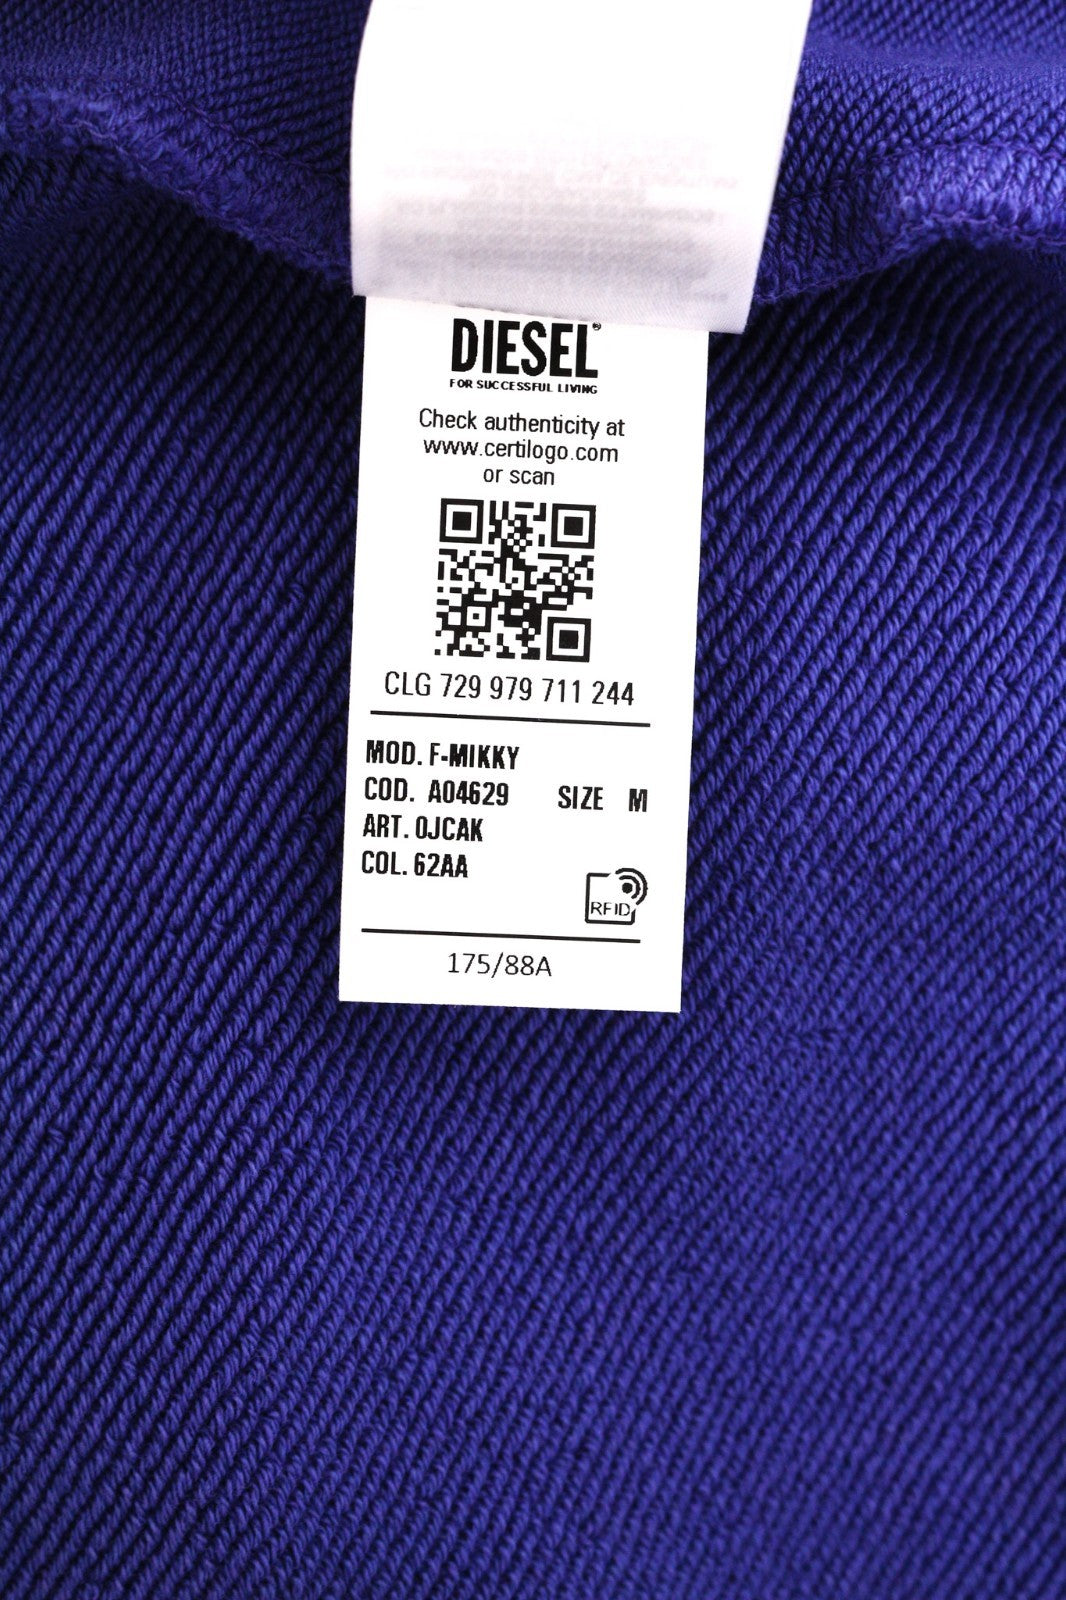 DIESEL®
FOR SUCCESSFUL LIVING
Check authenticity at
www.certilogo.com
or scan
CLG 729 979 711 244
MOD. F-MIKKY
COD. A04629 SIZE M
ART. 0JCAK
COL. 62AA
RFID
175/88A